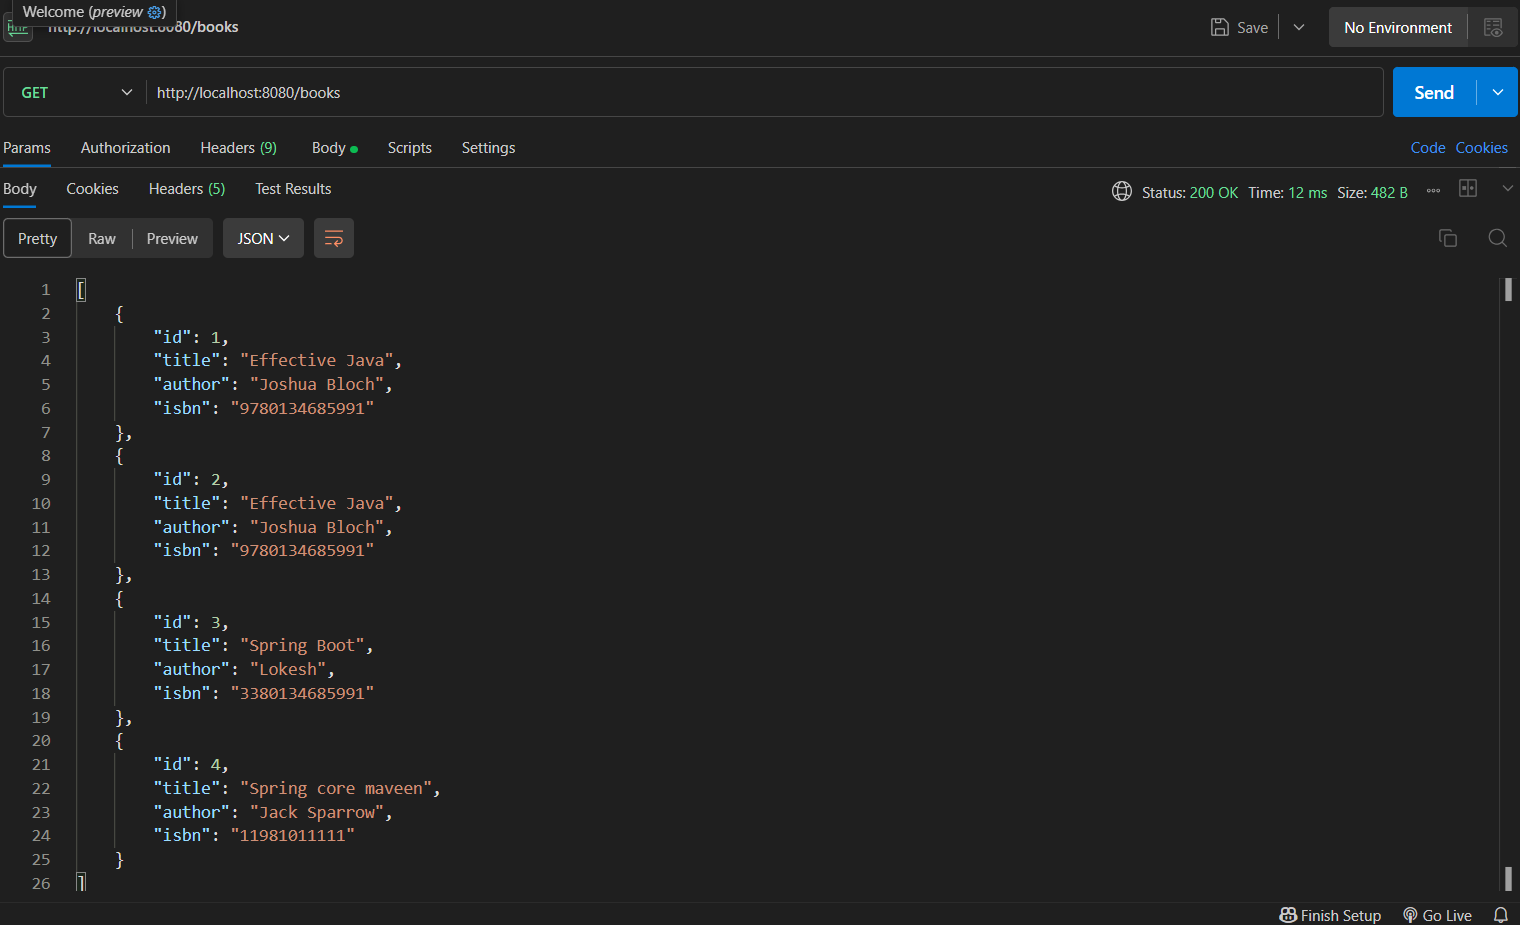 Welcome (preview)
http://localhost:8080/books
Save
No Environment
GET http://localhost:8080/books
Send
Params Authorization Headers (9) Body Scripts Settings Code Cookies
Body Cookies Headers (5) Test Results Status: 200 OK Time: 12 ms Size: 482 B
Pretty Raw Preview JSON
1 [
2 {
3 "id": 1,
4 "title": "Effective Java",
5 "author": "Joshua Bloch",
6 "isbn": "9780134685991"
7 },
8 {
9 "id": 2,
10 "title": "Effective Java",
11 "author": "Joshua Bloch",
12 "isbn": "9780134685991"
13 },
14 {
15 "id": 3,
16 "title": "Spring Boot",
17 "author": "Lokesh",
18 "isbn": "3380134685991"
19 },
20 {
21 "id": 4,
22 "title": "Spring core maveen",
23 "author": "Jack Sparrow",
24 "isbn": "11981011111"
25 }
26 ]
Finish Setup Go Live